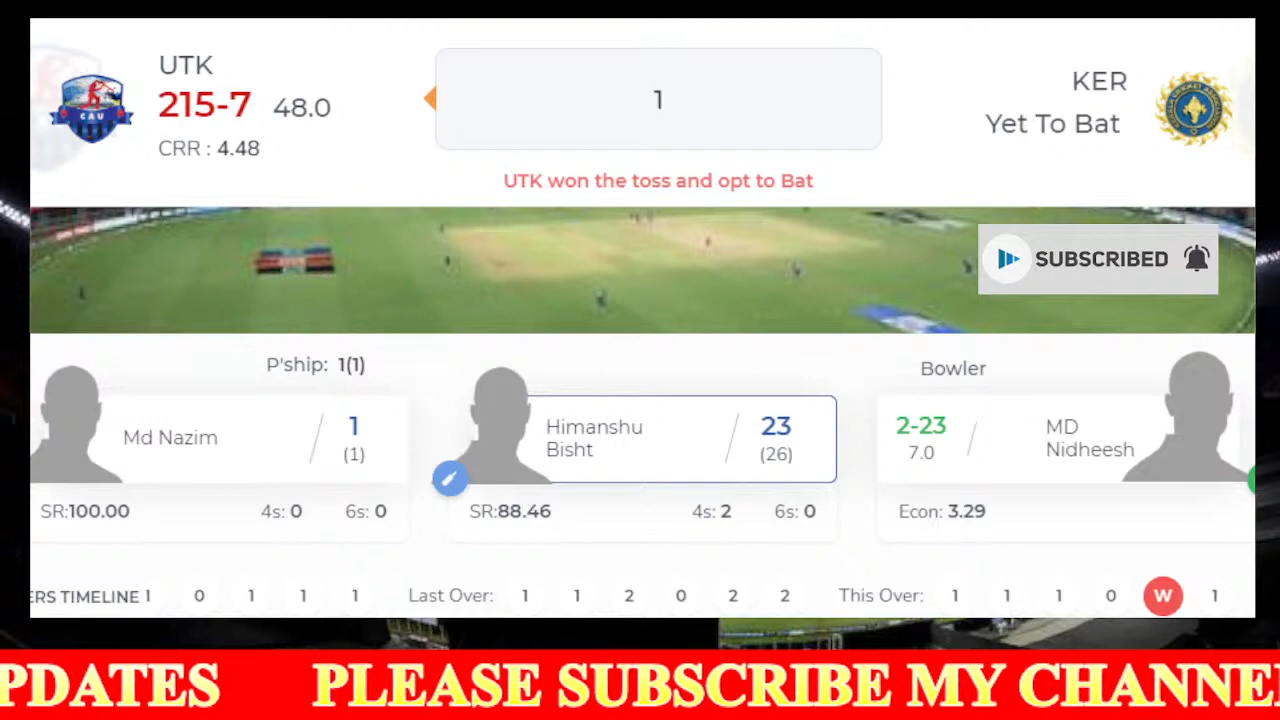 UTK
215-7 48.0
CRR : 4.48
1
KER
Yet To Bat
CAU
UTK won the toss and opt to Bat
SUBSCRIBED
P'ship: 1(1)
Bowler
Md Nazim 1
(1)
Himanshu
Bisht
23
(26)
2-23
7.0
MD
Nidheesh
SR:100.00 4s: 0 6s: 0
SR:88.46 4s: 2 6s: 0
Econ: 3.29
ERS TIMELINE 1 0 1 1 1 Last Over: 1 1 2 0 2 2 This Over: 1 1 1 0 W 1
PDATES PLEASE SUBSCRIBE MY CHANNE